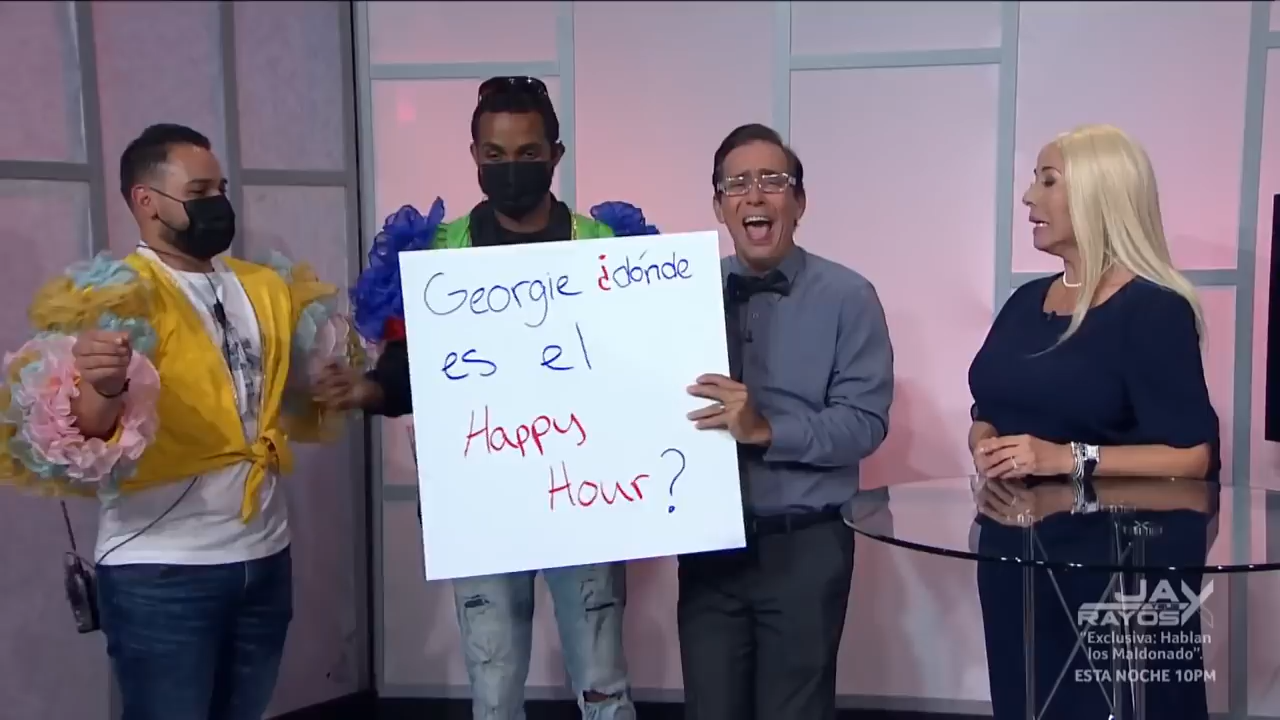 Georgie ¿dónde
es el
Happy
Hour?
JAY
RAYOS X
"Exclusiva: Hablan
los Maldonado".
ESTA NOCHE 10PM